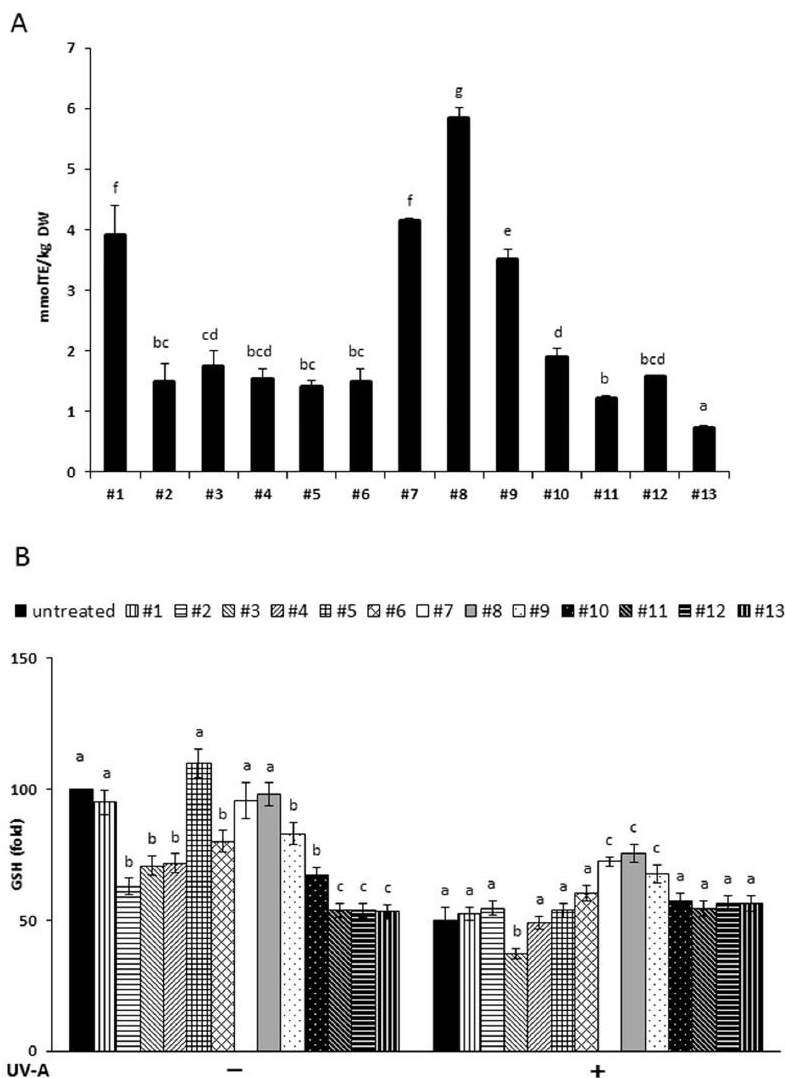 A
7
6
5
4
3
2
1
0
mmolTE/kg DW
f
bc
cd
bcd
bc
bc
f
g
e
d
b
bcd
a
#1 #2 #3 #4 #5 #6 #7 #8 #9 #10 #11 #12 #13
B
untreated #1 #2 #3 #4 #5 #6 #7 #8 #9 #10 #11 #12 #13
150
100
50
0
GSH (fold)
a a b b b a b a a b b c c c
a a a b a a a c c c a a a a
UV-A − +